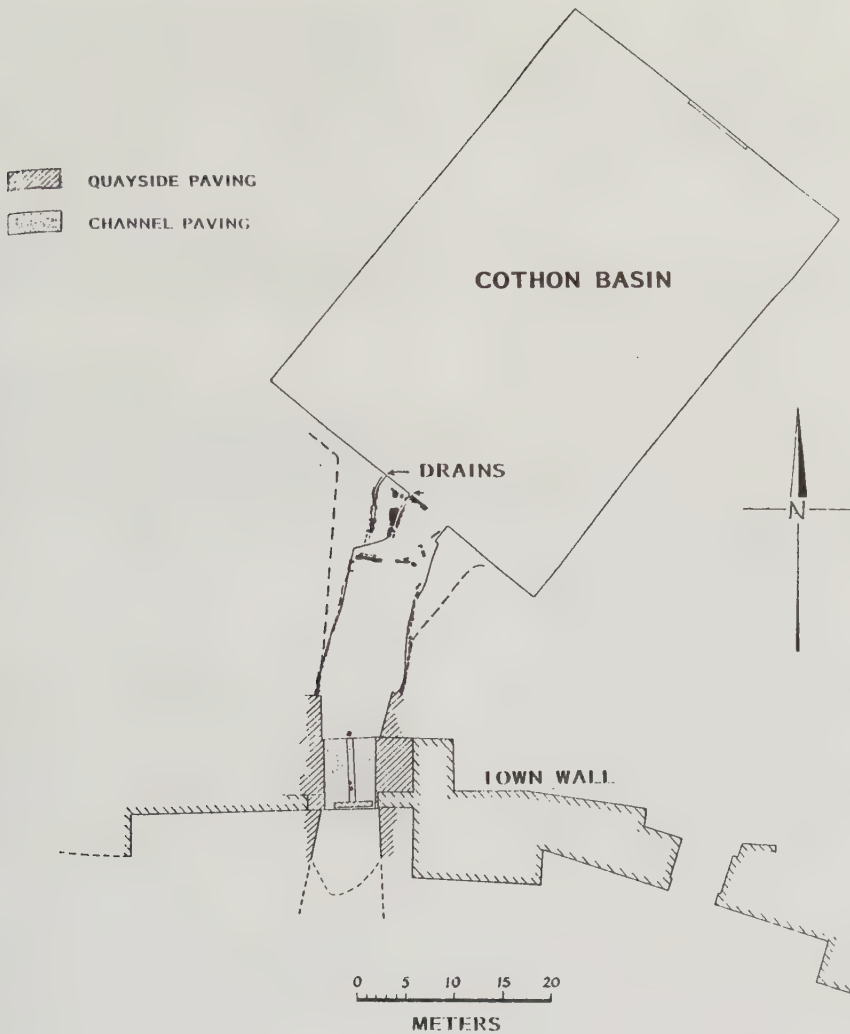 QUAYSIDE PAVING
CHANNEL PAVING
COTHON BASIN
DRAINS
N
TOWN WALL
0 5 10 15 20
METERS